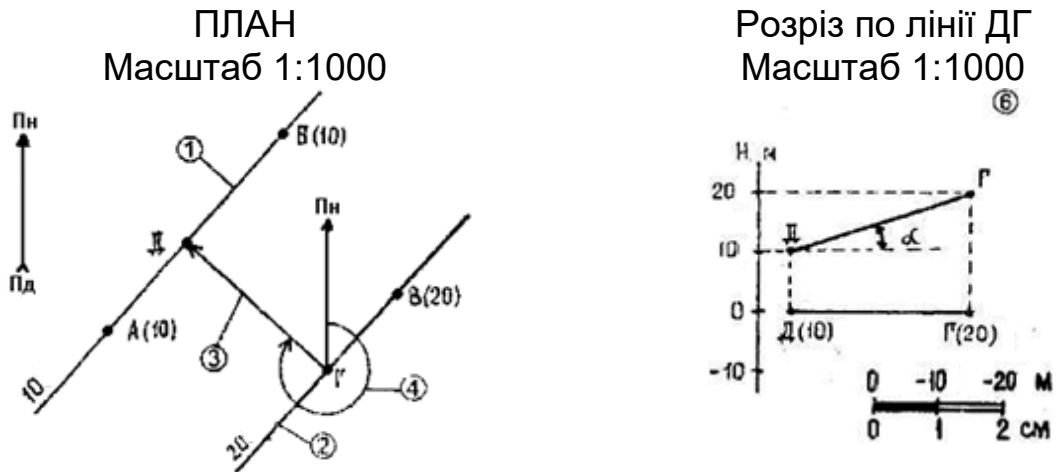 ПЛАН
Масштаб 1:1000
Пн
Пд
①
Б (10)
Д
Пн
А (10)
③
В(20)
Г
④
10
20
②
Розріз по лінії ДГ
Масштаб 1:1000
⑥
Н, м
20
Г
Д
α
10
0
Д (10)
Г(20)
-10
0 -10 -20 м
0 1 2 см